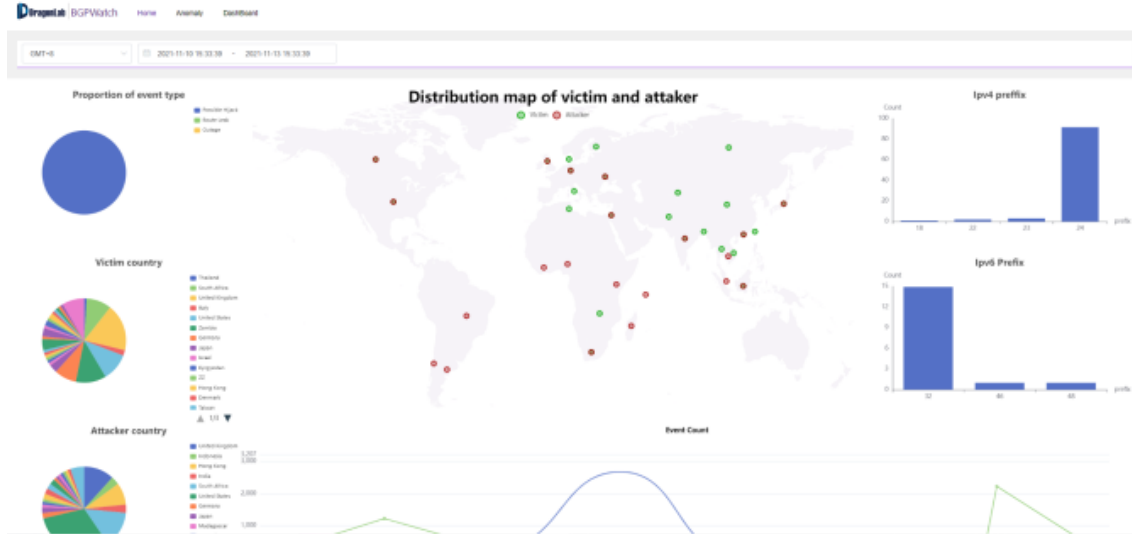 DragonLab BGPWatch Home Anomaly DashBoard
GMT+8 2021-11-10 19:33:39 - 2021-11-13 19:33:39
Proportion of event type
Possible Hijack
Route Leak
Outage
Distribution map of victim and attaker
Victim Attacker
Ipv4 preffix
Count
100
80
60
40
20
0
18 22 23 24
prefix
Victim country
Thailand
South Africa
United Kingdom
Italy
United States
Zambia
Germany
Japan
Israel
Kyrgyzstan
ZZ
Hong Kong
Denmark
Taiwan
Ipv6 Prefix
Count
15
12
9
6
3
0
32 48
prefix
Attacker country
United Kingdom
Indonesia
Hong Kong
India
South Africa
United States
Germany
Japan
Madagascar
Event Count
3,207
3,000
2,000
1,000